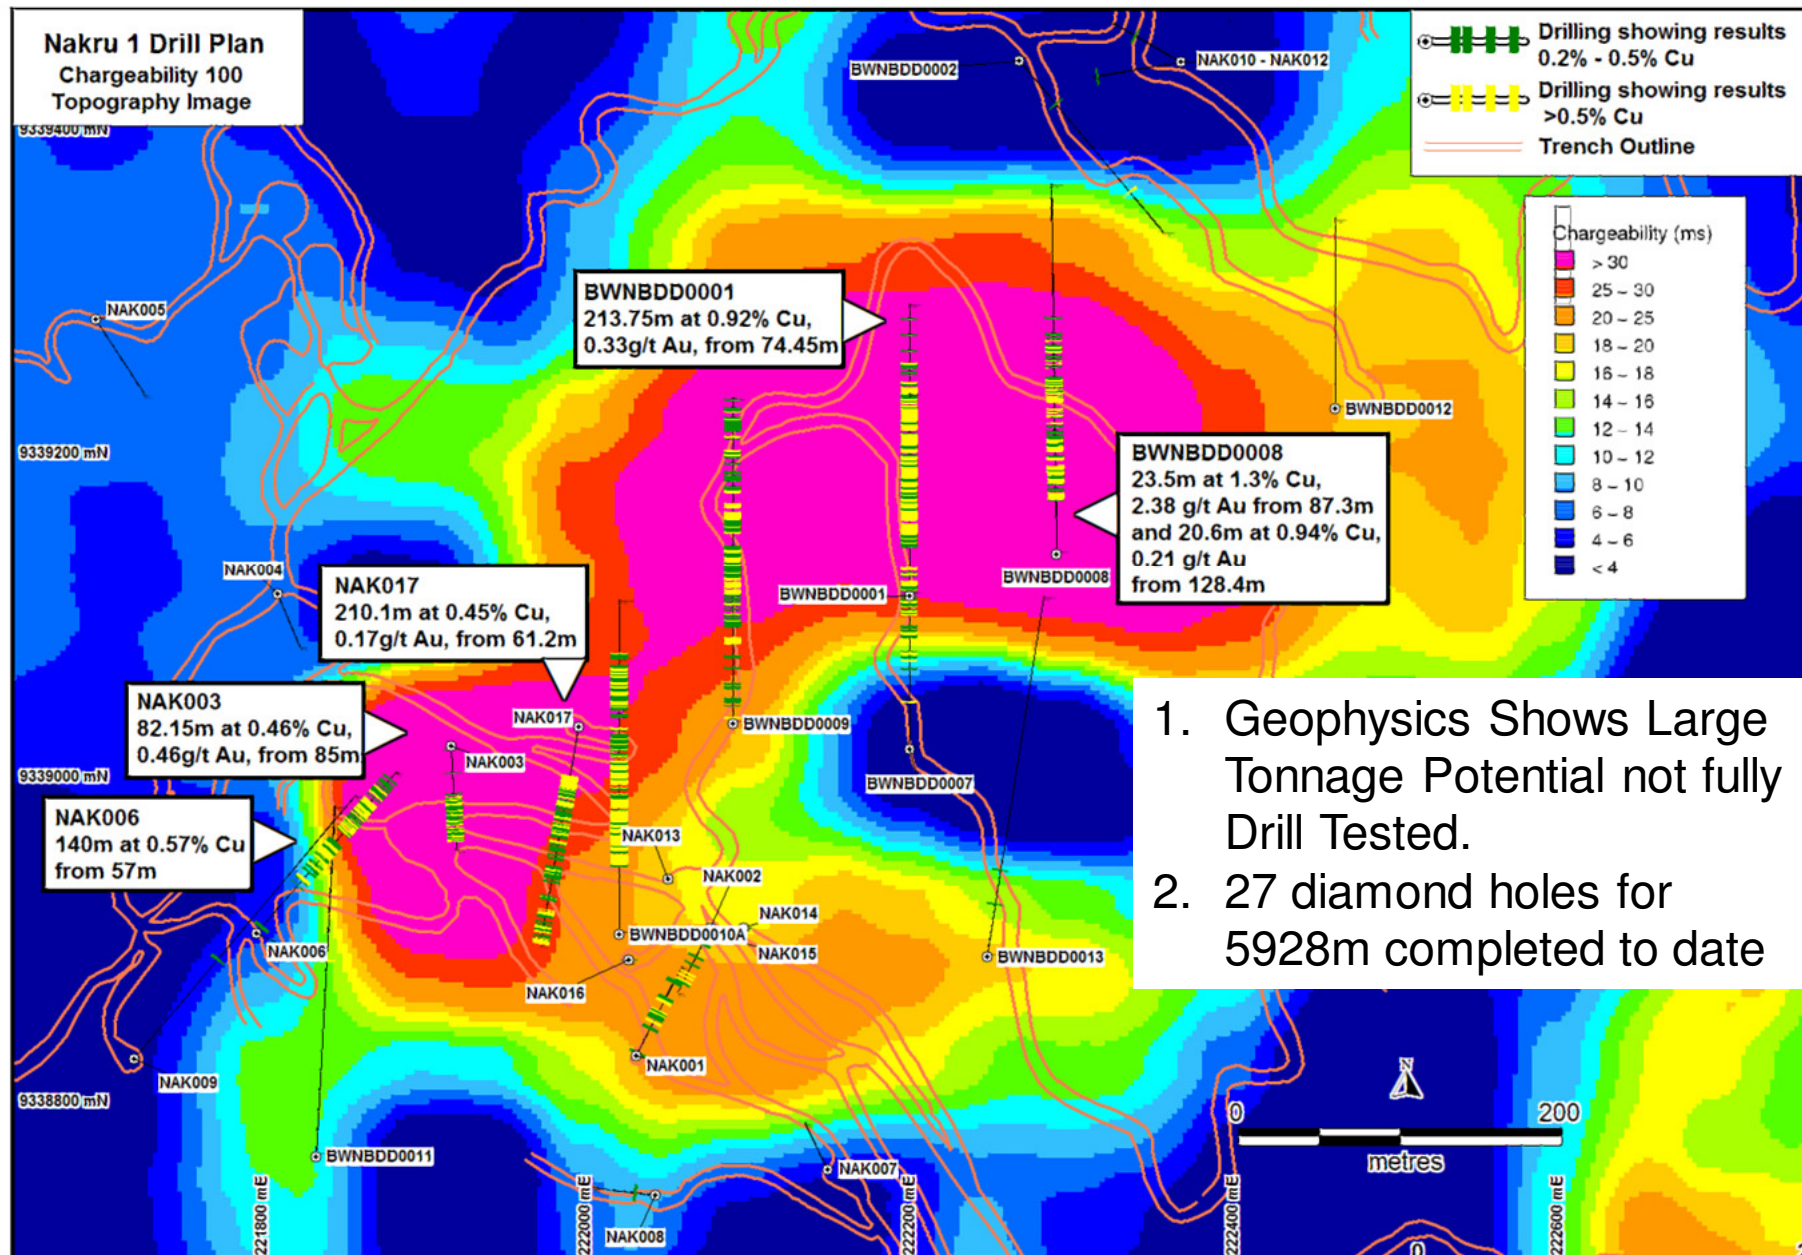 Nakru 1 Drill Plan
Chargeability 100
Topography Image
Drilling showing results
0.2% - 0.5% Cu
Drilling showing results
>0.5% Cu
Trench Outline
Chargeability (ms)
> 30
25 – 30
20 – 25
18 – 20
16 – 18
14 – 16
12 – 14
10 – 12
8 – 10
6 – 8
4 – 6
< 4
9339400 mN
9339200 mN
9339000 mN
9338800 mN
BWNBDD0002
NAK010 - NAK012
NAK005
BWNBDD0001
213.75m at 0.92% Cu,
0.33g/t Au, from 74.45m
BWNBDD0012
BWNBDD0008
23.5m at 1.3% Cu,
2.38 g/t Au from 87.3m
and 20.6m at 0.94% Cu,
0.21 g/t Au
from 128.4m
NAK004
BWNBDD0008
BWNBDD0001
NAK017
210.1m at 0.45% Cu,
0.17g/t Au, from 61.2m
NAK003
82.15m at 0.46% Cu,
0.46g/t Au, from 85m
NAK017
BWNBDD0009
NAK003
BWNBDD0007
NAK006
140m at 0.57% Cu
from 57m
NAK013
NAK002
NAK014
BWNBDD0010A
NAK015
NAK006
BWNBDD0013
NAK016
NAK001
NAK009
BWNBDD0011
NAK007
NAK008
1. Geophysics Shows Large
Tonnage Potential not fully
Drill Tested.
2. 27 diamond holes for
5928m completed to date
N
0
200
metres
221800 mE
222000 mE
222200 mE
222400 mE
222600 mE
0